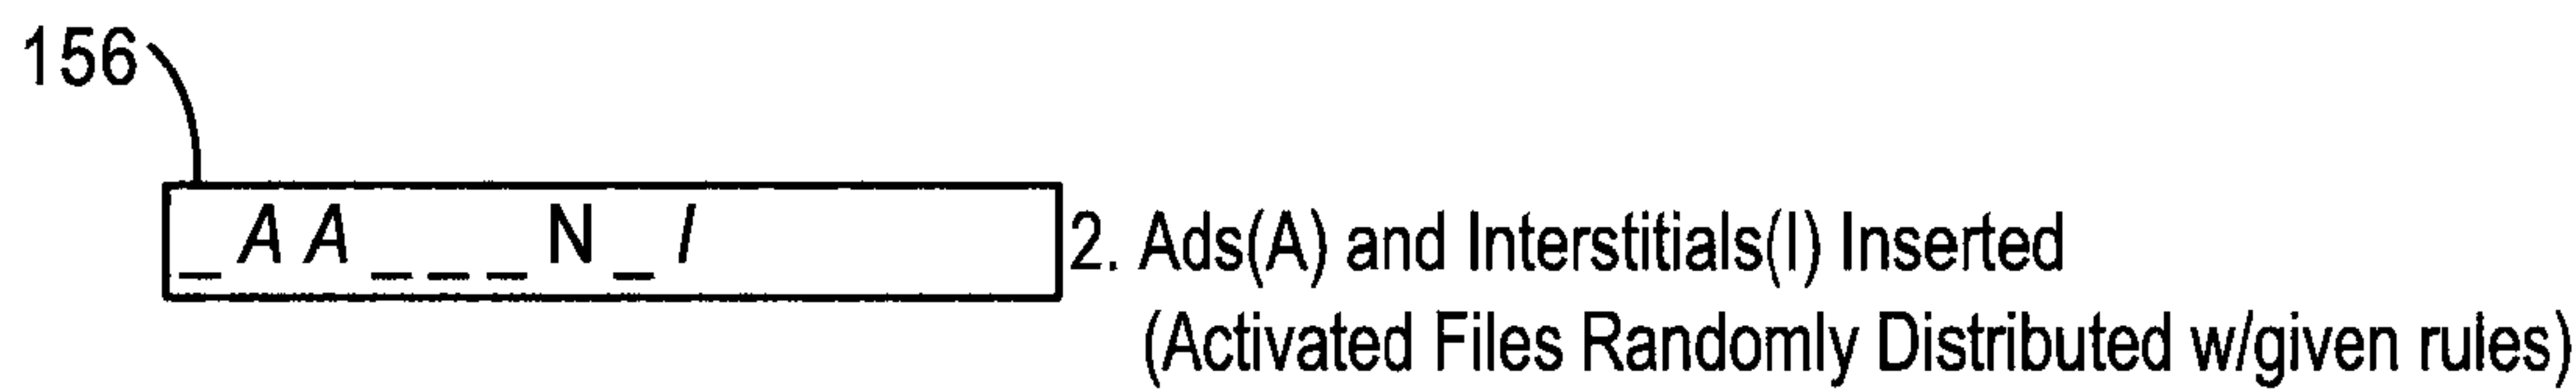 156
_ A A _ _ _ N _ I
2. Ads(A) and Interstitials(I) Inserted
(Activated Files Randomly Distributed w/given rules)